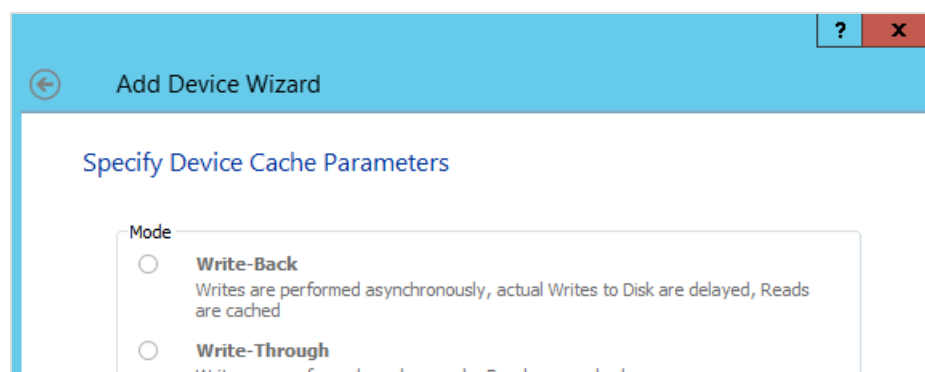 ? x
Add Device Wizard
Specify Device Cache Parameters
Mode
Write-Back
Writes are performed asynchronously, actual Writes to Disk are delayed, Reads
are cached
Write-Through